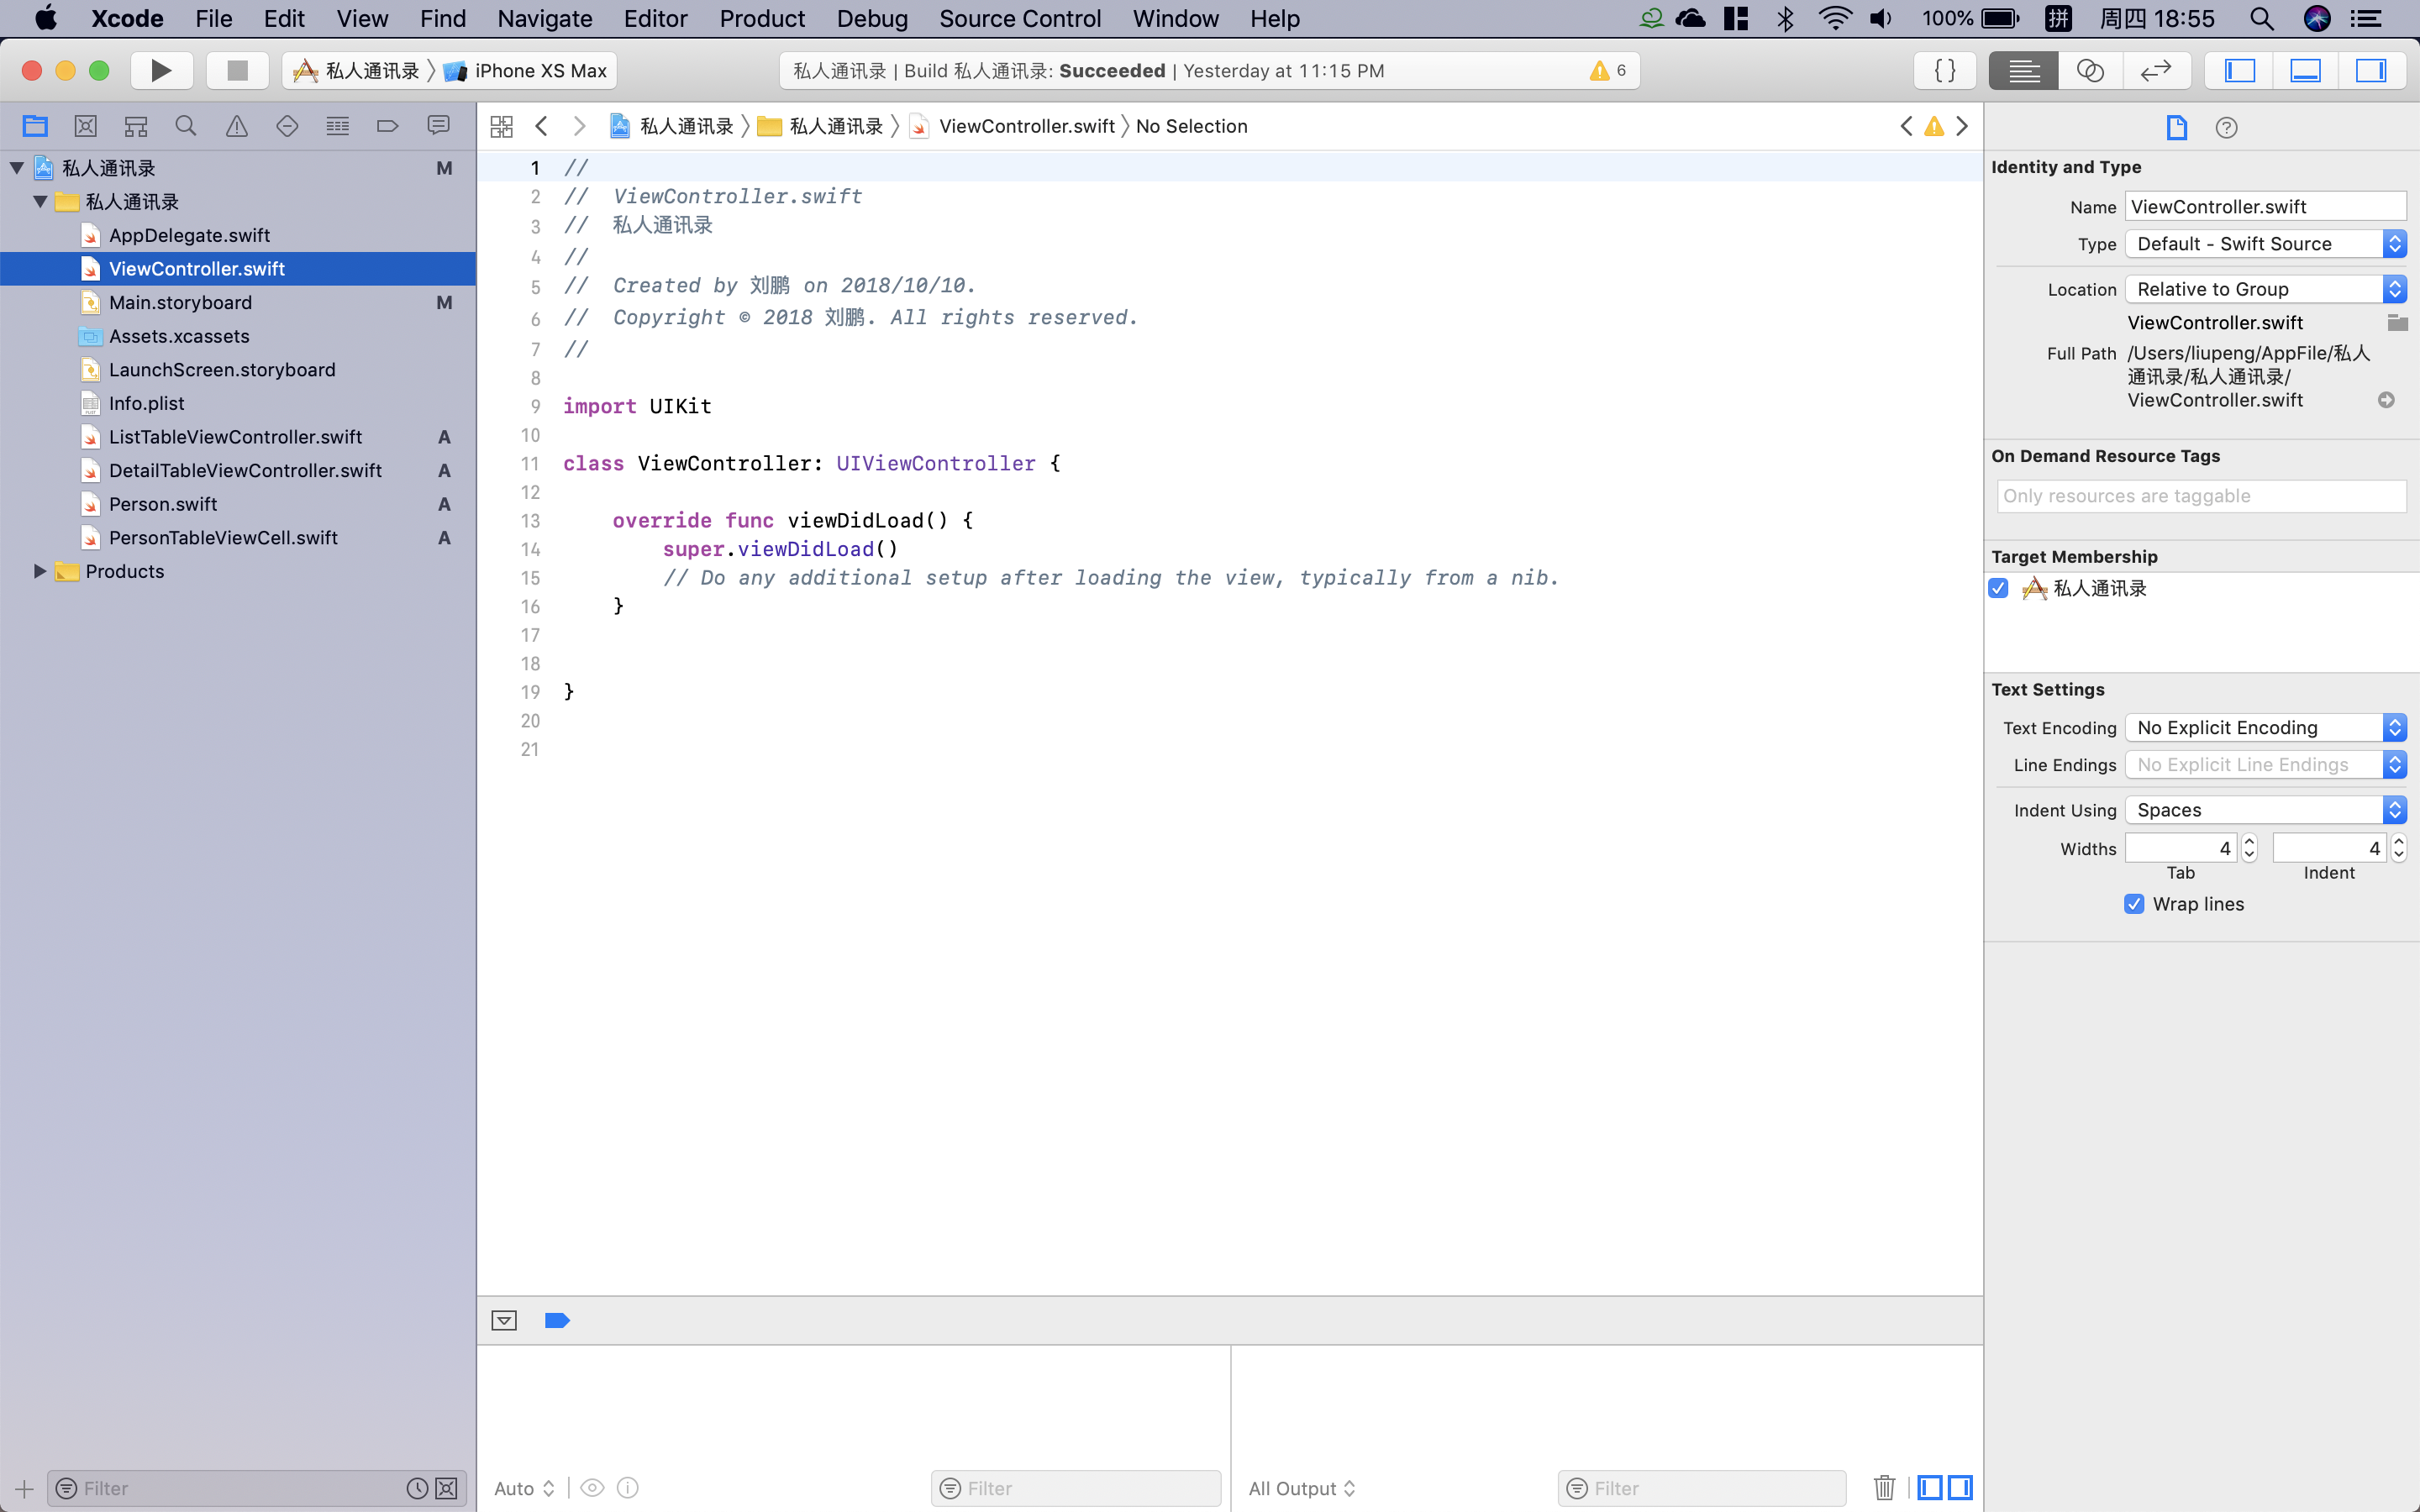 Xcode File Edit View Find Navigate Editor Product Debug Source Control Window Help 100% 拼 周四 18:55
私人通讯录 iPhone XS Max 私人通讯录 | Build 私人通讯录: Succeeded | Yesterday at 11:15 PM 6 { }
私人通讯录 私人通讯录 ViewController.swift No Selection
私人通讯录 M
私人通讯录
AppDelegate.swift
ViewController.swift
Main.storyboard M
Assets.xcassets
LaunchScreen.storyboard
Info.plist
ListTableViewController.swift A
DetailTableViewController.swift A
Person.swift A
PersonTableViewCell.swift A
Products
Filter
1 //
2 // ViewController.swift
3 // 私人通讯录
4 //
5 // Created by 刘鹏 on 2018/10/10.
6 // Copyright © 2018 刘鹏. All rights reserved.
7 //
8
9 import UIKit
10
11 class ViewController: UIViewController {
12
13 override func viewDidLoad() {
14 super.viewDidLoad()
15 // Do any additional setup after loading the view, typically from a nib.
16 }
17
18
19 }
20
21
Auto Filter
All Output Filter
Identity and Type
Name ViewController.swift
Type Default - Swift Source
Location Relative to Group
ViewController.swift
Full Path /Users/liupeng/AppFile/私人
通讯录/私人通讯录/
ViewController.swift
On Demand Resource Tags
Only resources are taggable
Target Membership
私人通讯录
Text Settings
Text Encoding No Explicit Encoding
Line Endings No Explicit Line Endings
Indent Using Spaces
Widths 4 4
Tab Indent
Wrap lines